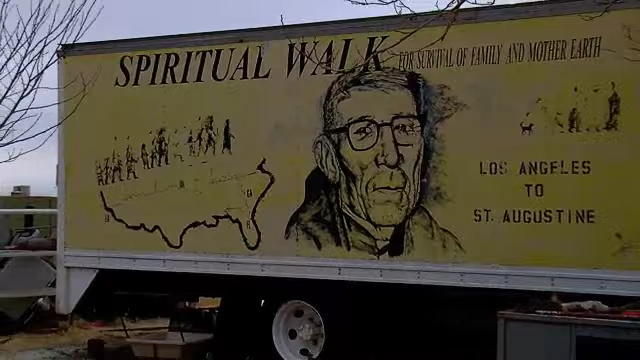 SPIRITUAL WALK FOR SURVIVAL OF FAMILY AND MOTHER EARTH
LOS ANGELES
TO
ST. AUGUSTINE